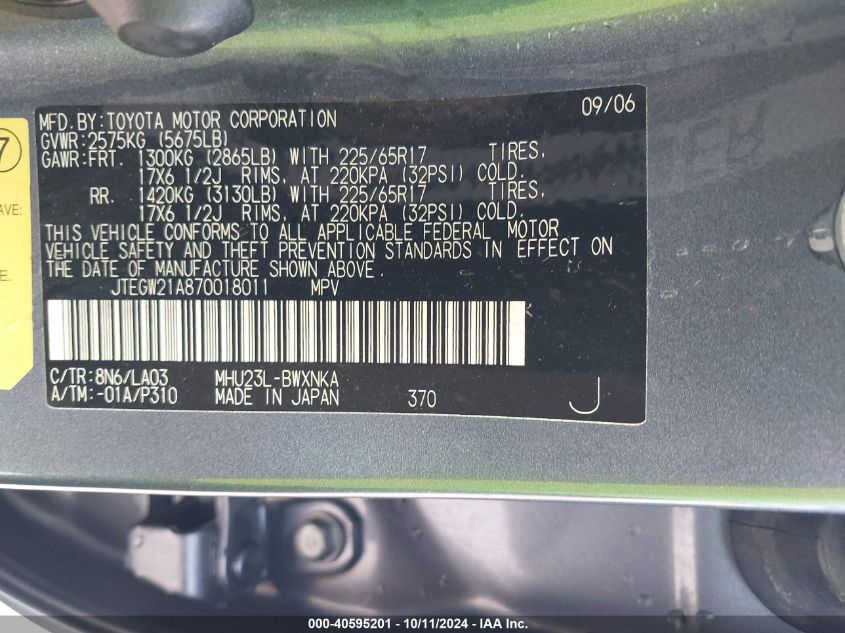 09/06
MFD.BY:TOYOTA MOTOR CORPORATION
GVWR:2575KG (5675LB)
GAWR:FRT. 1300KG (2865LB) WITH 225/65R17 TIRES,
17X6 1/2J RIMS, AT 220KPA (32PSI) COLD.
RR. 1420KG (3130LB) WITH 225/65R17 TIRES,
17X6 1/2J RIMS, AT 220KPA (32PSI) COLD.
THIS VEHICLE CONFORMS TO ALL APPLICABLE FEDERAL MOTOR
VEHICLE SAFETY AND THEFT PREVENTION STANDARDS IN EFFECT ON
THE DATE OF MANUFACTURE SHOWN ABOVE.
JTEGW21A870018011 MPV
C/TR:8N6/LA03 MHU23L-BWXNKA
A/TM:-01A/P310 MADE IN JAPAN 370 J
7
AVE:
E.
000-40595201 - 10/11/2024 - Copart, Inc.